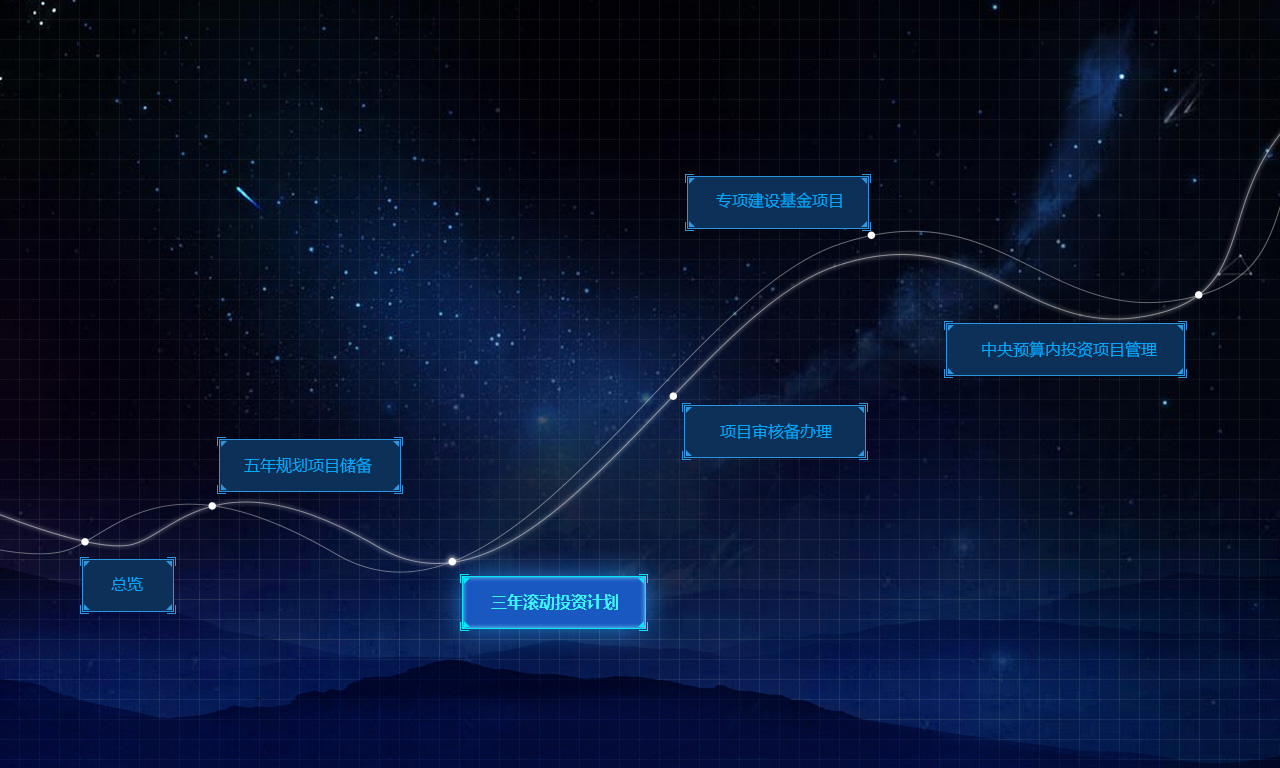 专项建设基金项目
中央预算内投资项目管理
项目审核备办理
五年规划项目储备
总览
三年滚动投资计划